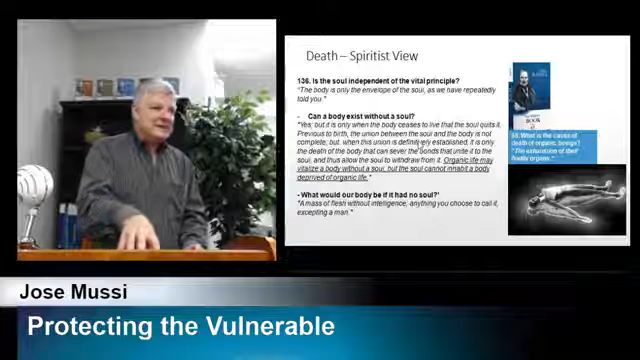 Death – Spiritist View
136. Is the soul independent of the vital principle?
"The body is only the envelope of the soul, as we have repeatedly
told you."
- Can a body exist without a soul?
"Yes; but it is only when the body ceases to live that the soul quits it.
Previous to birth, the union between the soul and the body is not
complete; but, when this union is definitively established, it is only
the death of the body that can sever the bonds that unite it to the
soul, and thus allow the soul to withdraw from it. Organic life may
vitalize a body without a soul, but the soul cannot inhabit a body
deprived of organic life."
- What would our body be if it had no soul?'
"A mass of flesh without intelligence; anything you choose to call it,
excepting a man."
BOOK
68. What is the cause of
death of organic beings?
"The exhaustion of their
bodily organs."
Jose Mussi
Protecting the Vulnerable